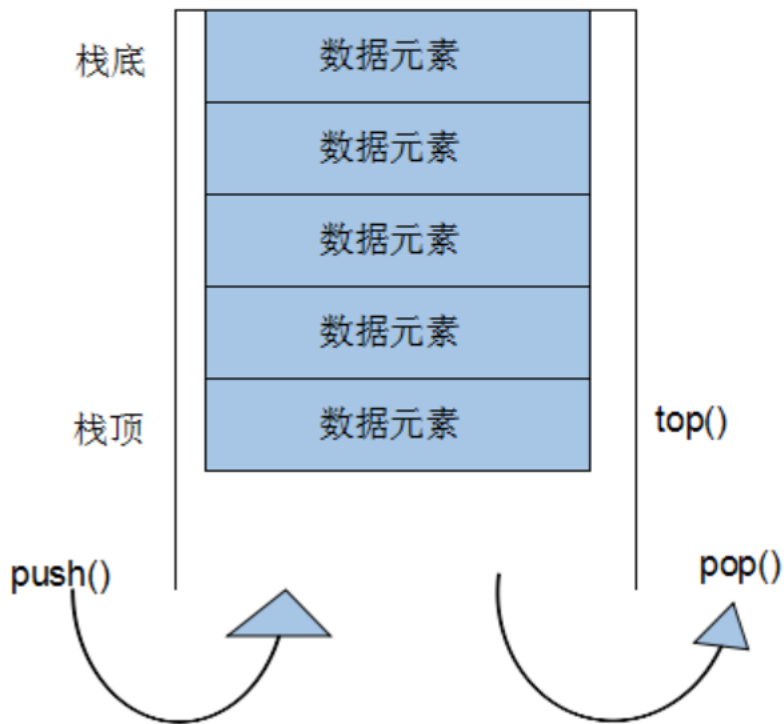 栈底
数据元素
数据元素
数据元素
数据元素
栈顶
数据元素
top()
push()
pop()